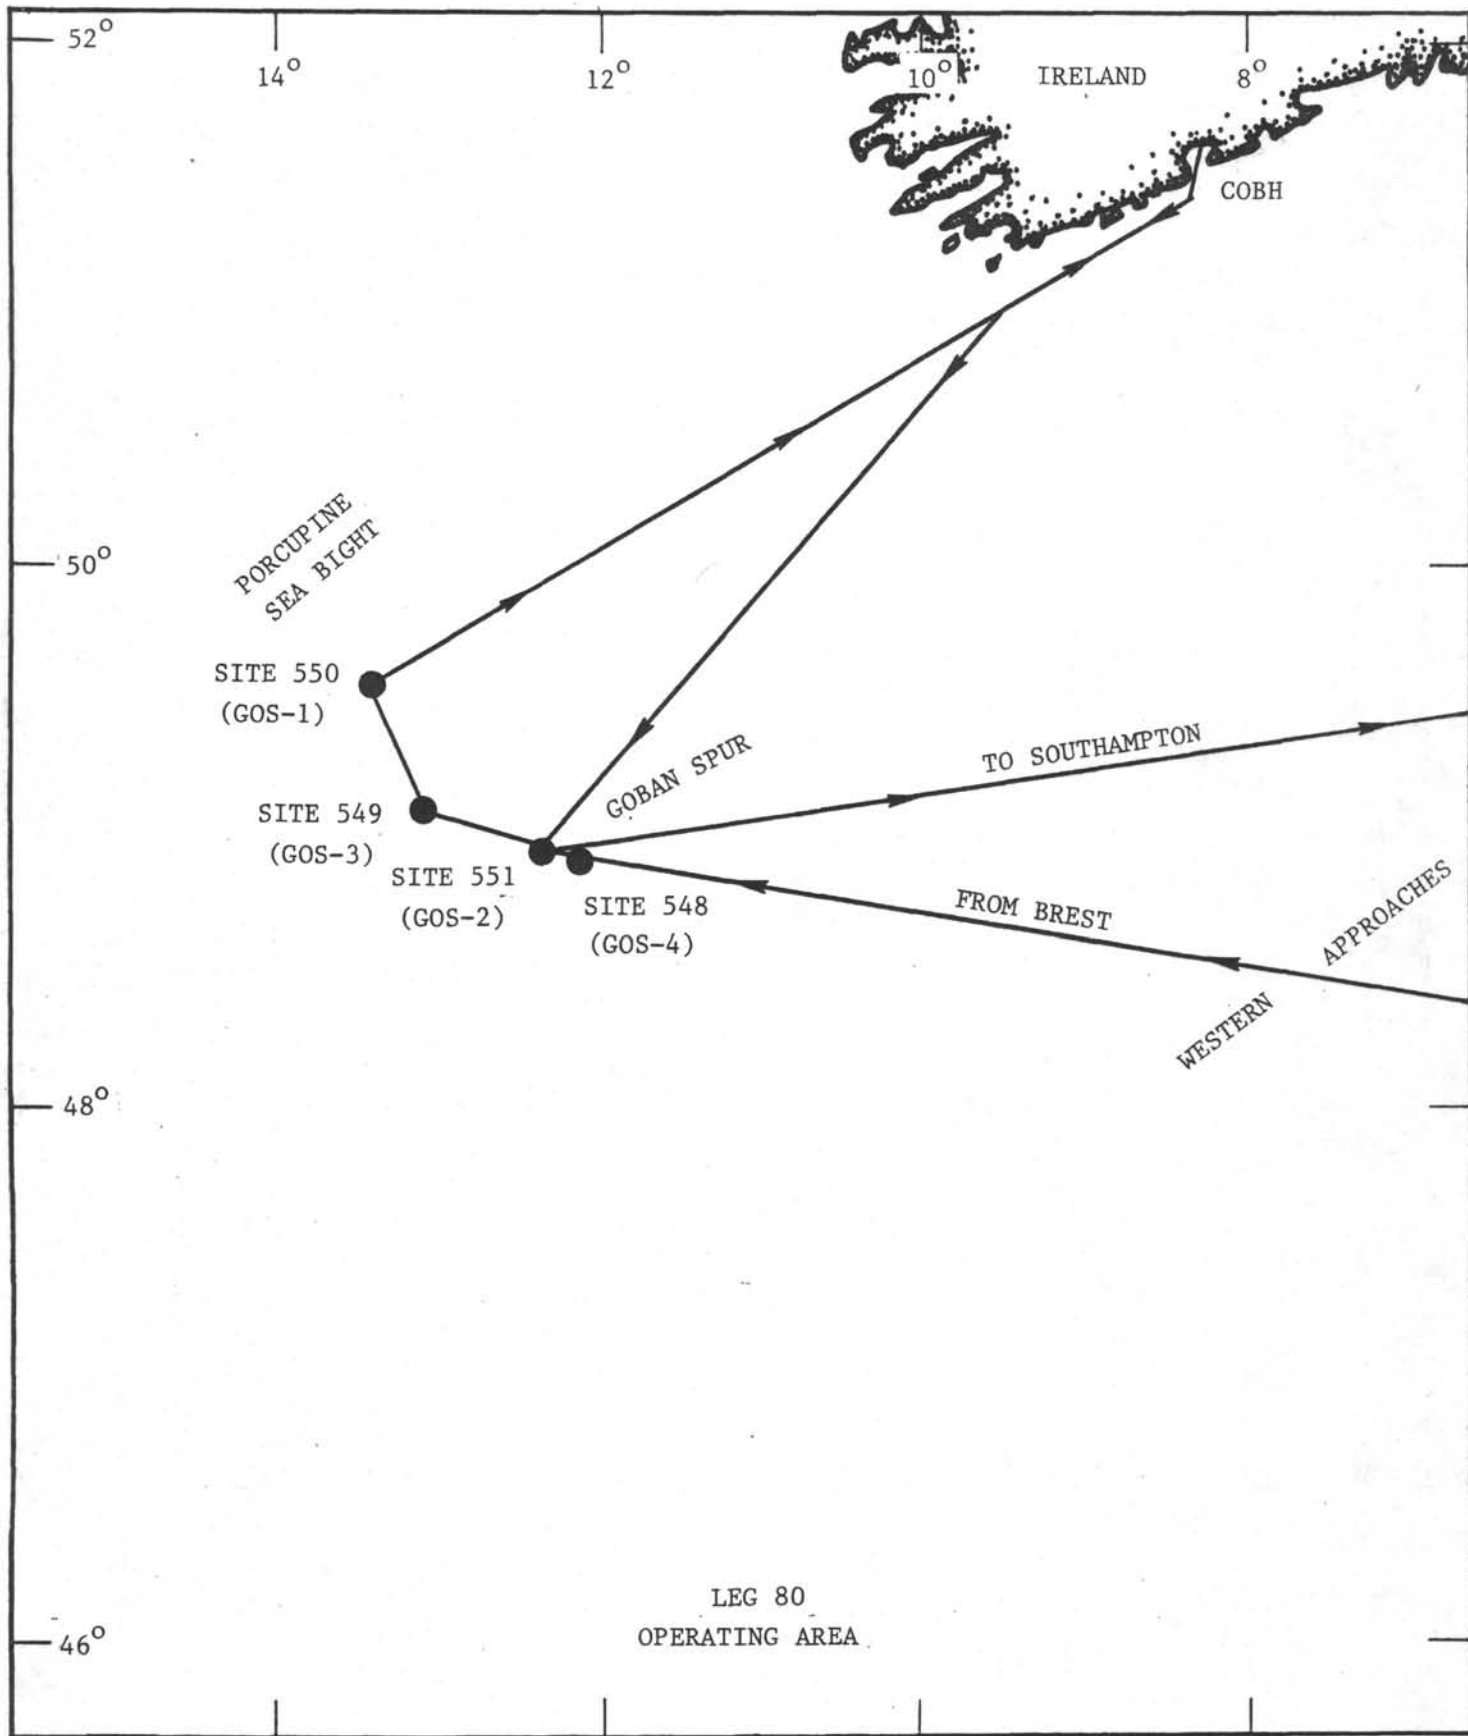 52°
14°
12°
10°
IRELAND
8°
COBH
PORCUPINE
SEA BIGHT
50°
SITE 550
(GOS-1)
GOBAN SPUR
TO SOUTHAMPTON
SITE 549
(GOS-3)
SITE 551
(GOS-2)
SITE 548
(GOS-4)
FROM BREST
WESTERN
APPROACHES
48°
LEG 80
OPERATING AREA
46°